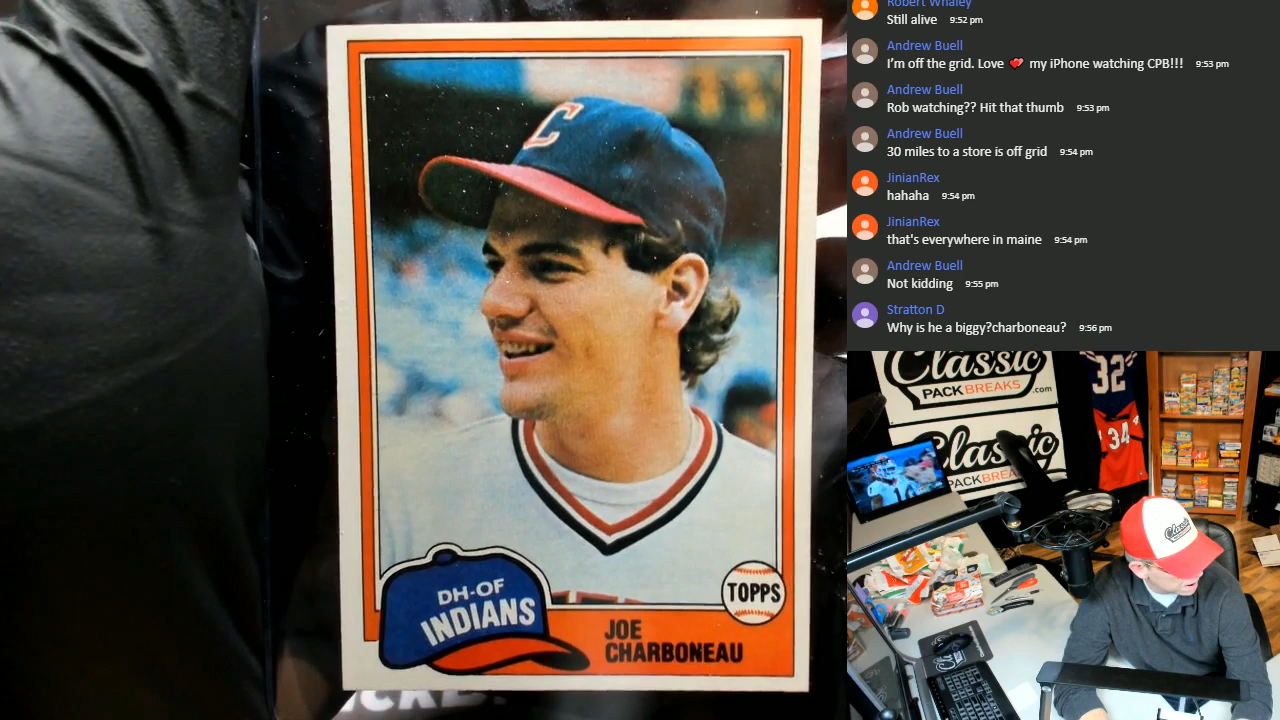 C
DH-OF
INDIANS
TOPPS
JOE
CHARBONEAU
Robert Whaley
Still alive 9:52 pm
Andrew Buell
I'm off the grid. Love 💘 my iPhone watching CPB!!! 9:53 pm
Andrew Buell
Rob watching?? Hit that thumb 9:53 pm
Andrew Buell
30 miles to a store is off grid 9:54 pm
JinianRex
hahaha 9:54 pm
JinianRex
that's everywhere in maine 9:54 pm
Andrew Buell
Not kidding 9:55 pm
Stratton D
Why is he a biggy?charboneau? 9:56 pm
Classic
PACKBREAKS.com
Classic
32
34
Classic